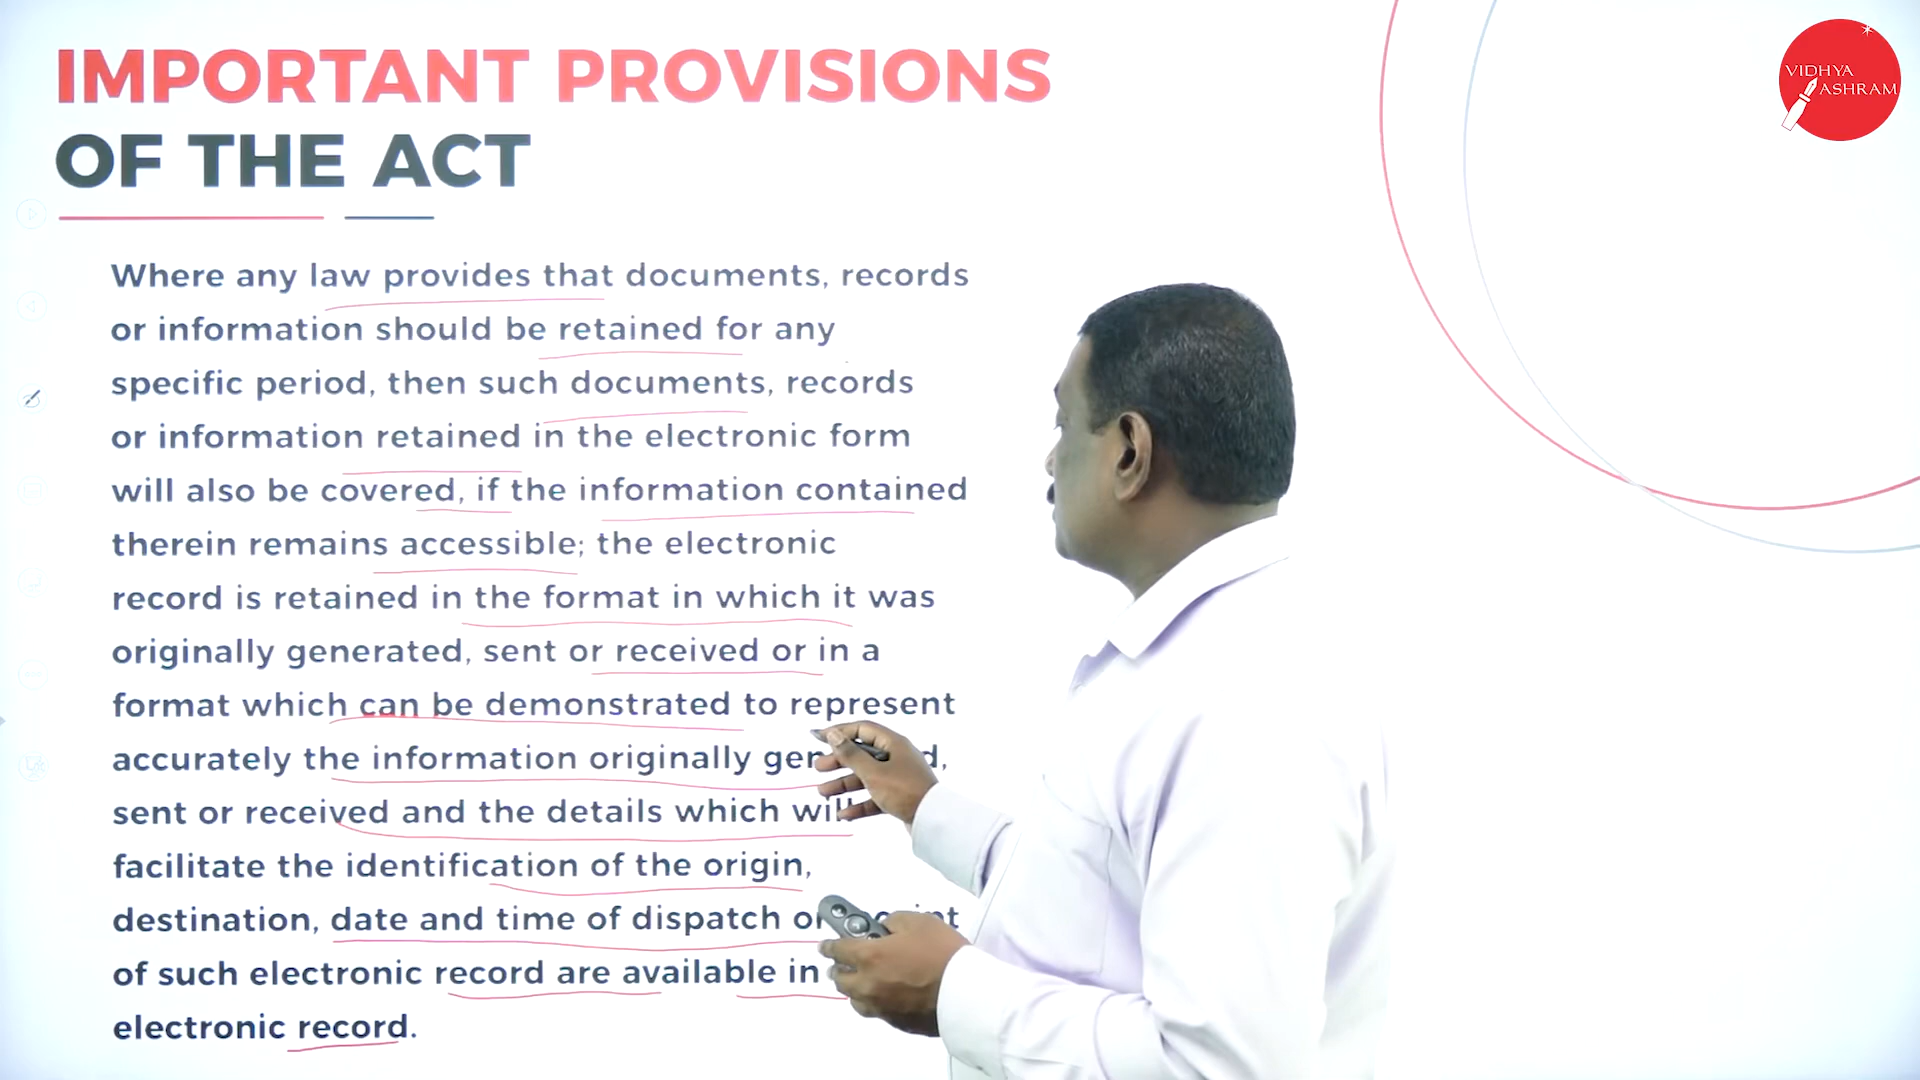 IMPORTANT PROVISIONS
OF THE ACT
VIDHYA
ASHRAM
Where any law provides that documents, records
or information should be retained for any
specific period, then such documents, records
or information retained in the electronic form
will also be covered, if the information contained
therein remains accessible; the electronic
record is retained in the format in which it was
originally generated, sent or received or in a
format which can be demonstrated to represent
accurately the information originally
sent or received and the details which will
facilitate the identification of the origin,
destination, date and time of dispatch or
of such electronic record are available in
electronic record.